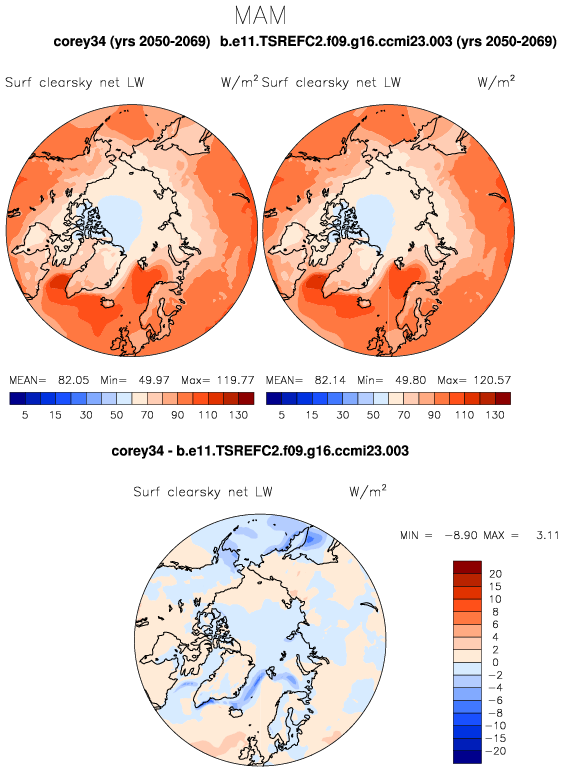 MAM
corey34 (yrs 2050-2069) b.e11.TSREFC2.f09.g16.ccmi23.003 (yrs 2050-2069)
Surf clearsky net LW W/m² Surf clearsky net LW W/m²
MEAN= 82.05 Min= 49.97 Max= 119.77 MEAN= 82.14 Min= 49.80 Max= 120.57
5 15 30 50 70 90 110 130 5 15 30 50 70 90 110 130
corey34 - b.e11.TSREFC2.f09.g16.ccmi23.003
Surf clearsky net LW W/m²
MIN = -8.90 MAX = 3.11
20
15
10
8
6
4
2
0
-2
-4
-6
-8
-10
-15
-20